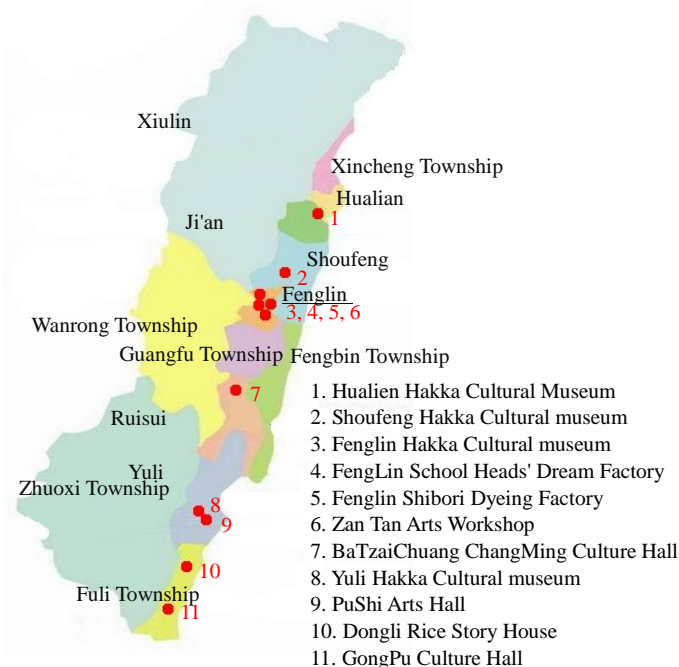 Xiulin
Xincheng Township
Hualian
1
Ji'an
Shoufeng
2
Fenglin
3, 4, 5, 6
Wanrong Township
Guangfu Township
Fengbin Township
7
1. Hualien Hakka Cultural Museum
2. Shoufeng Hakka Cultural museum
3. Fenglin Hakka Cultural museum
4. FengLin School Heads' Dream Factory
5. Fenglin Shibori Dyeing Factory
6. Zan Tan Arts Workshop
7. BaTzaiChuang ChangMing Culture Hall
8. Yuli Hakka Cultural museum
9. PuShi Arts Hall
10. Dongli Rice Story House
11. GongPu Culture Hall
Ruisui
Yuli
Zhuoxi Township
8
9
10
Fuli Township
11